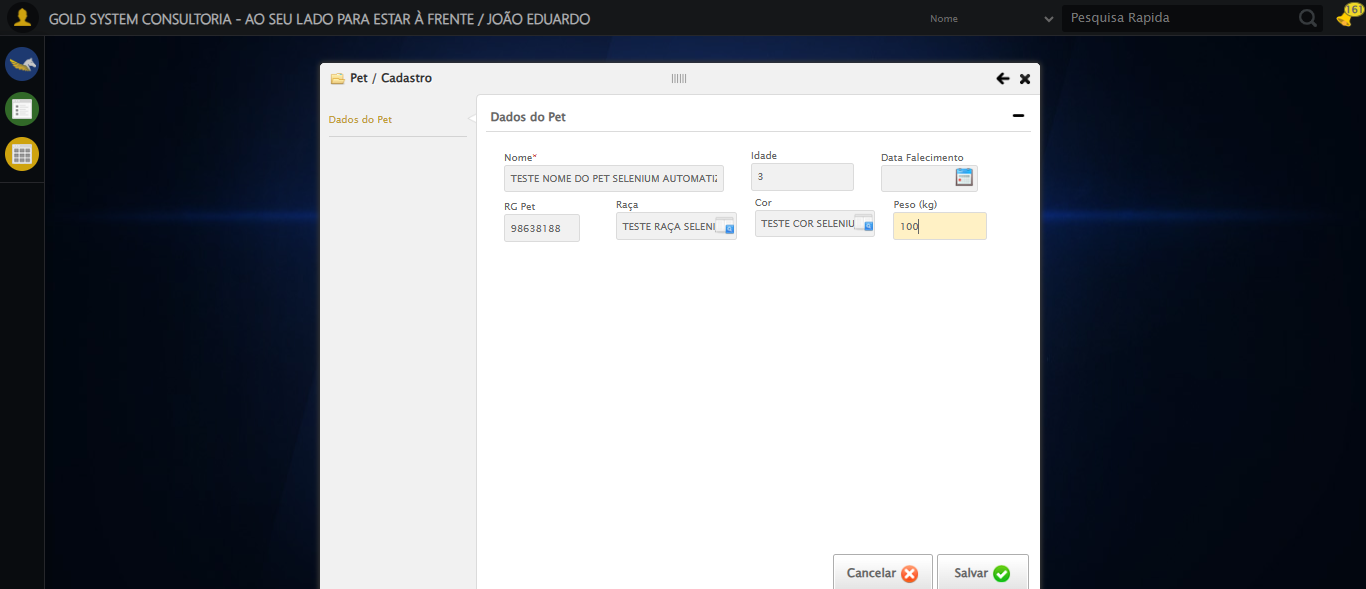 GOLD SYSTEM CONSULTORIA - AO SEU LADO PARA ESTAR À FRENTE / JOÃO EDUARDO
Nome
Pesquisa Rapida
161
Pet / Cadastro
Dados do Pet
Dados do Pet
Nome*
Idade
Data Falecimento
TESTE NOME DO PET SELENIUM AUTOMATIZ
3
RG Pet
Raça
Cor
Peso (kg)
98638188
TESTE RAÇA SELENI
TESTE COR SELENIU
100
Cancelar
Salvar